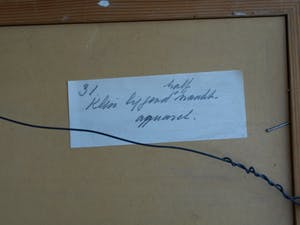 31
half
Klein liggend naakt
aquarel.